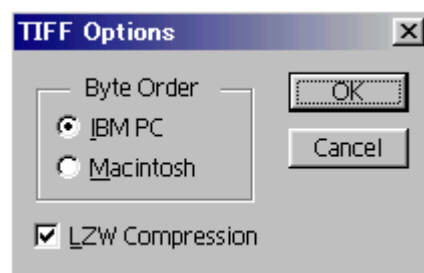 TIFF Options
Byte Order
IBM PC
Macintosh
LZW Compression
OK
Cancel